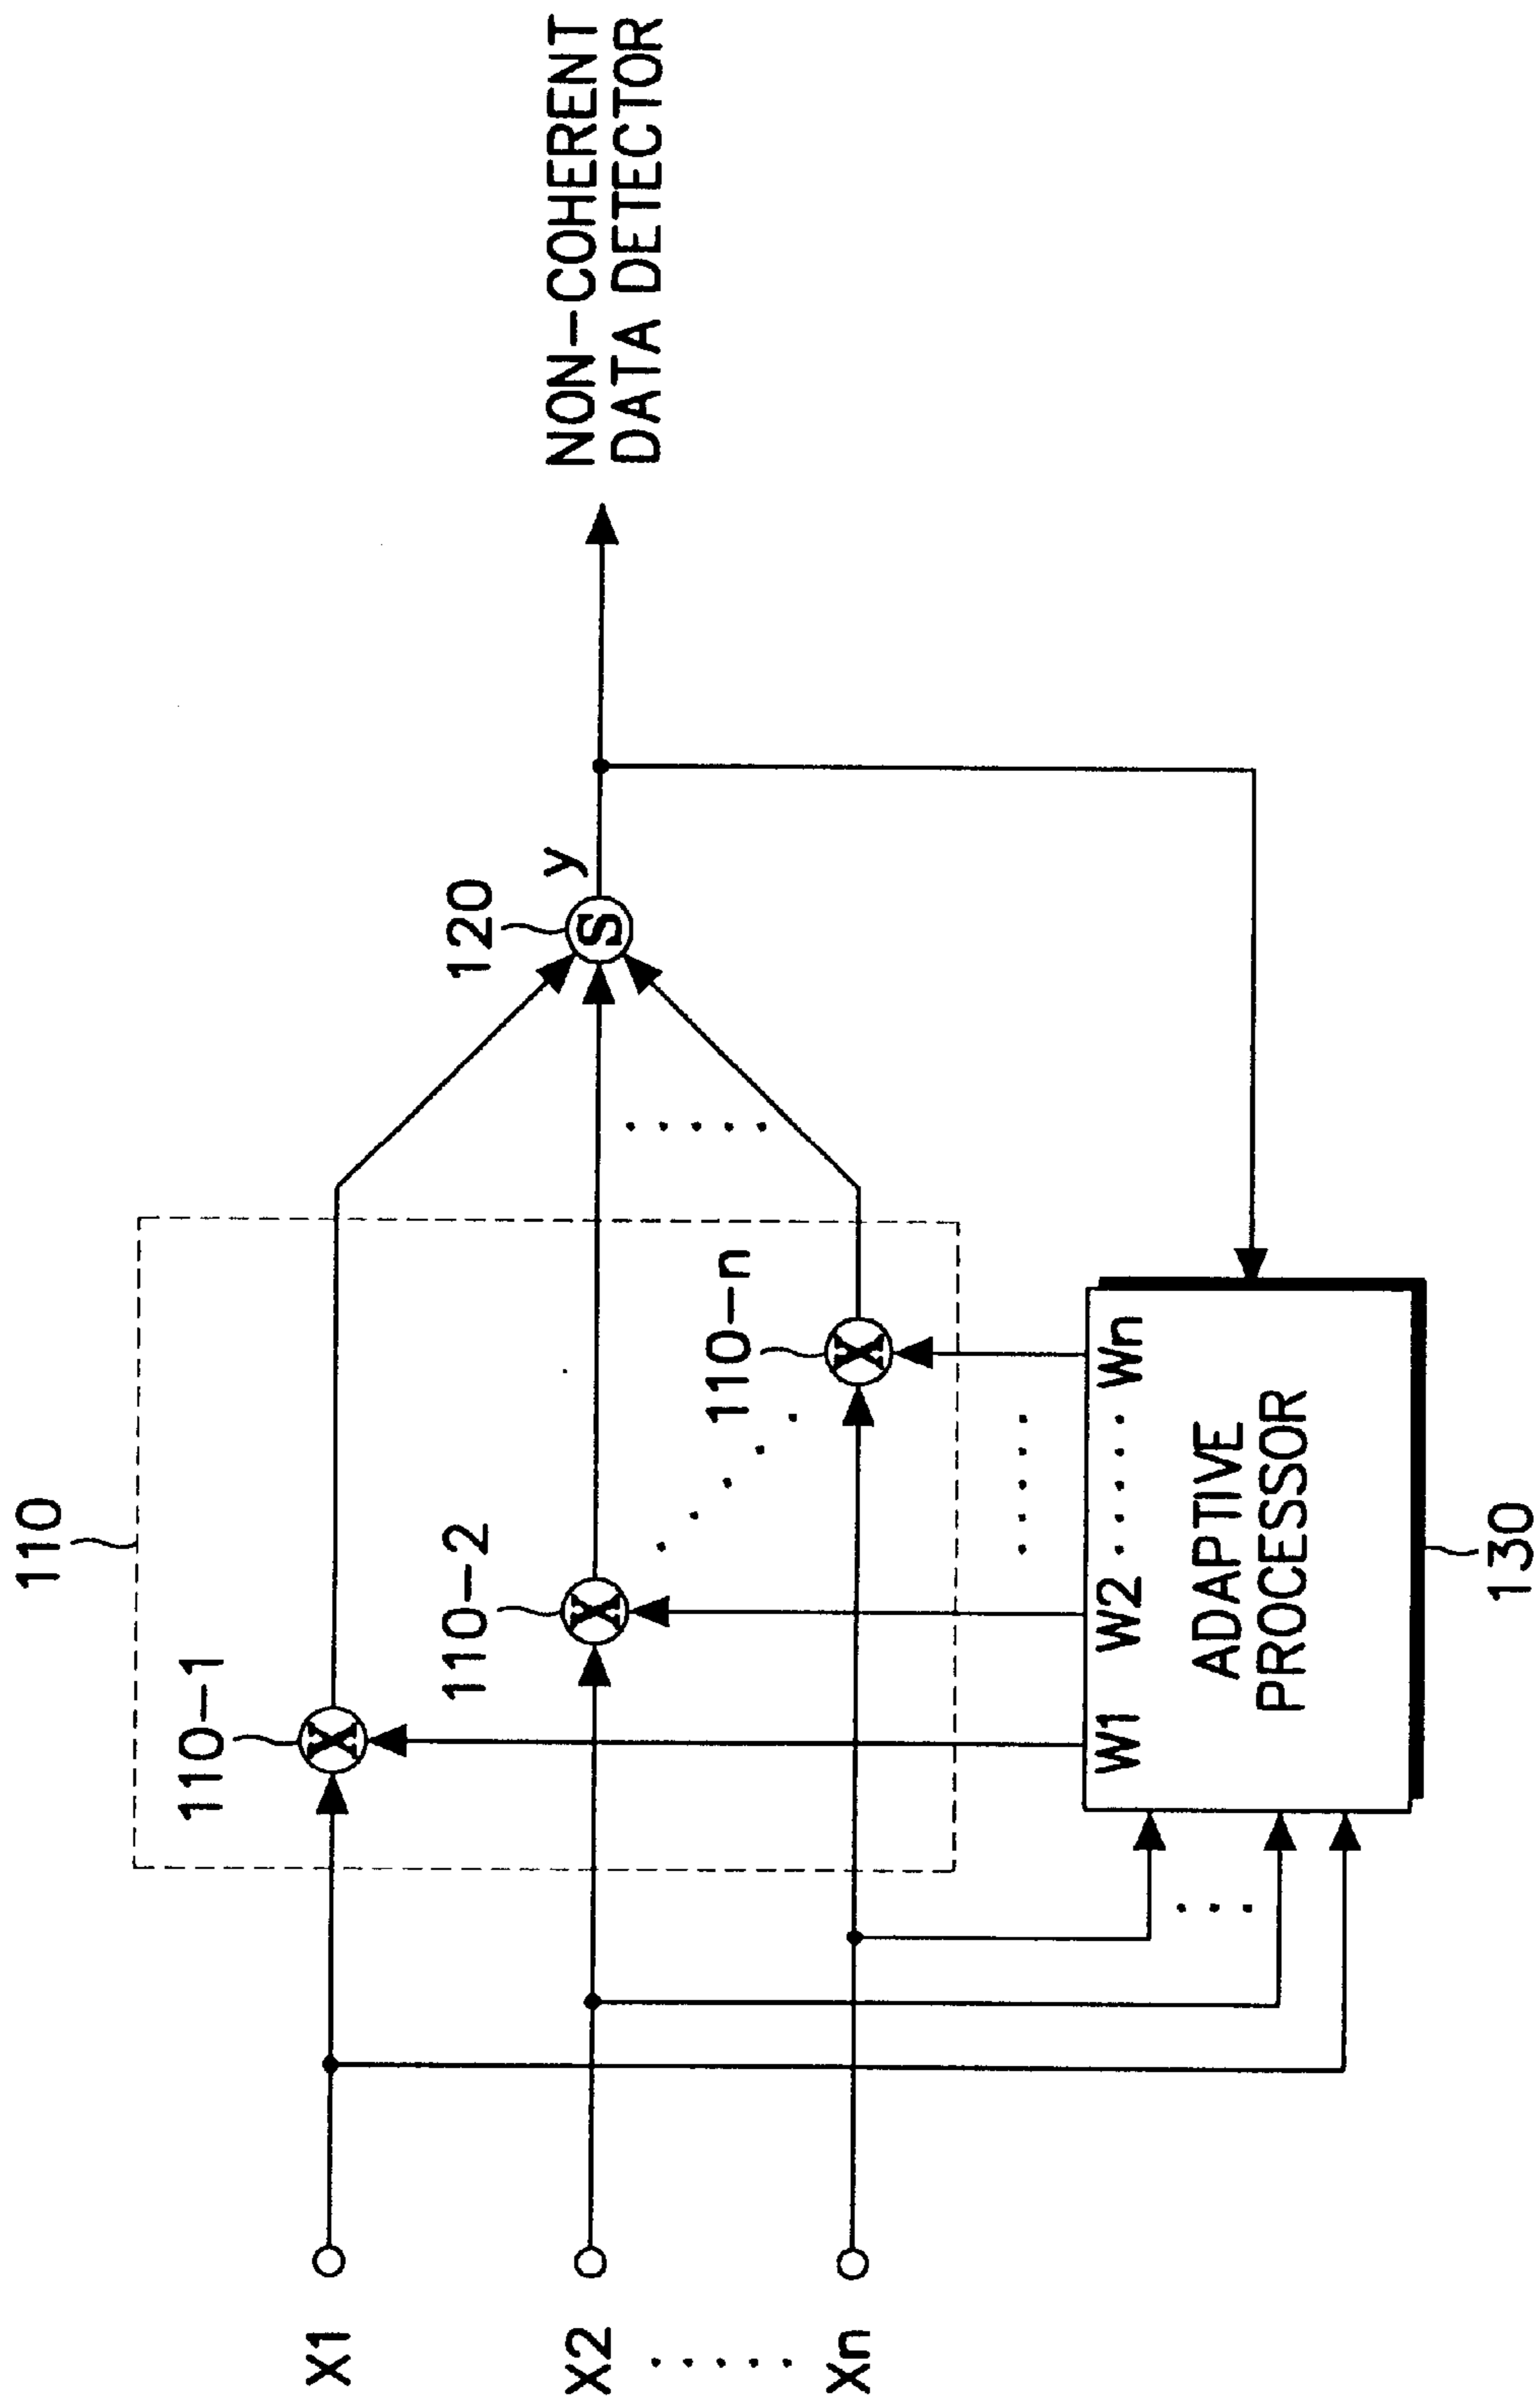 110
110-1
X
110-2
X
110-n
X
120
S
y
NON-COHERENT
DATA DETECTOR
X1
X2
.....
Xn
W1 W2 ..... Wn
ADAPTIVE
PROCESSOR
130